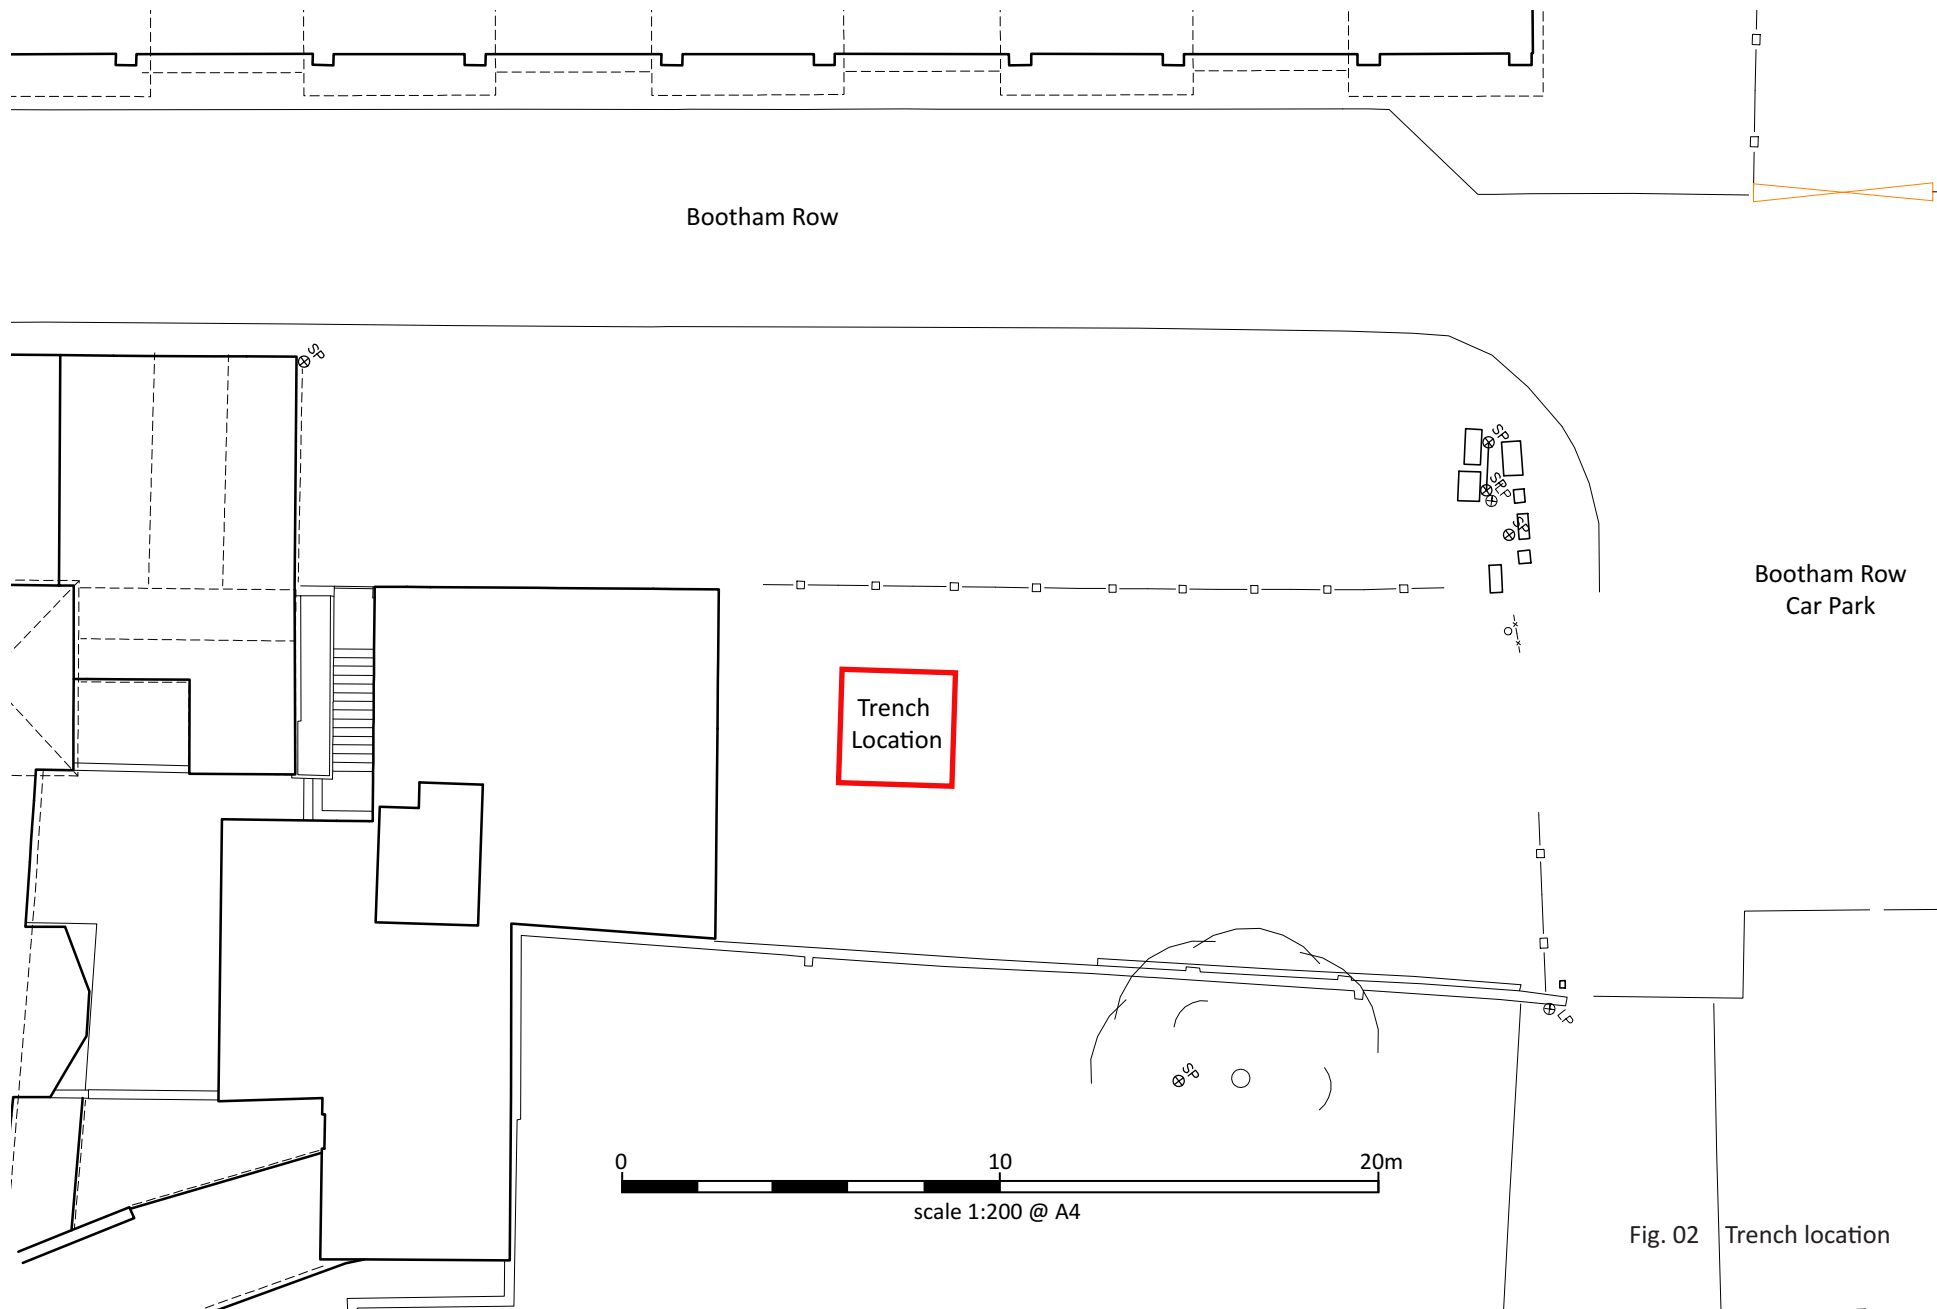 Bootham Row
SP
SP
SP
LP
SP
Bootham Row
Car Park
Trench
Location
LP
SP
0 10 20m
scale 1:200 @ A4
Fig. 02 Trench location